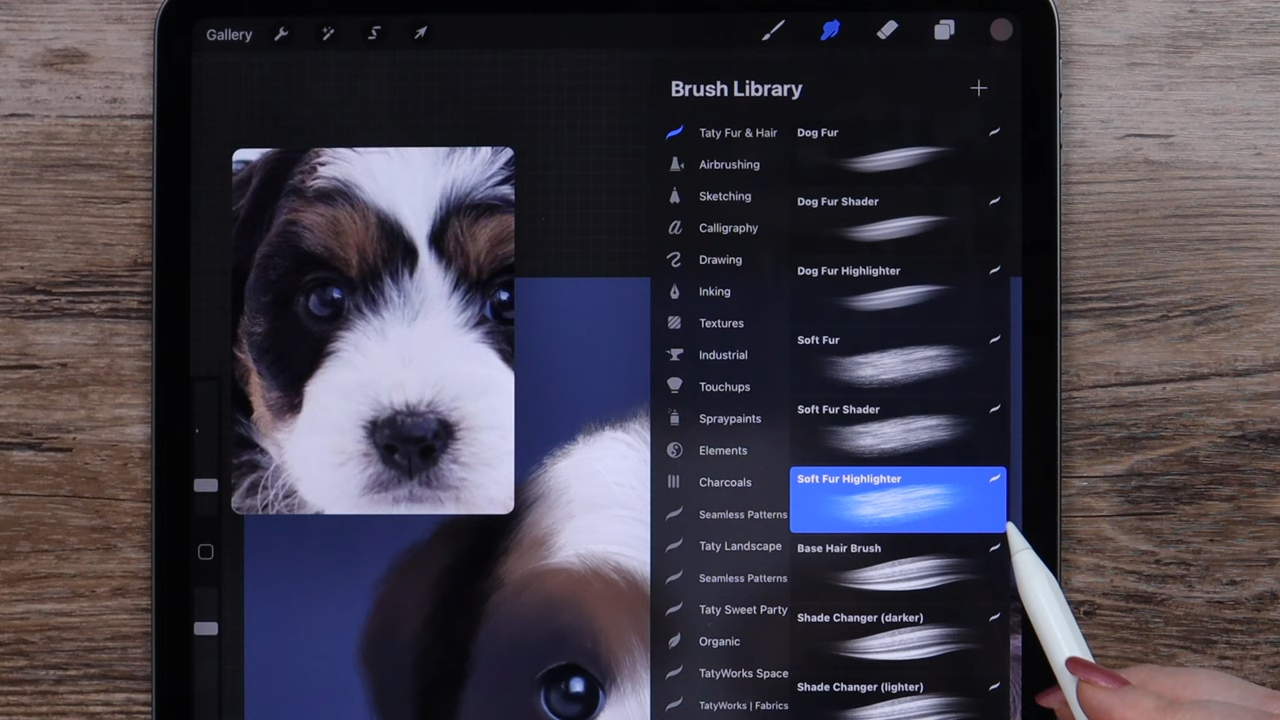 Gallery
Brush Library
Taty Fur & Hair
Airbrushing
Sketching
Calligraphy
Drawing
Inking
Textures
Industrial
Touchups
Spraypaints
Elements
Charcoals
Seamless Patterns
Taty Landscape
Seamless Patterns
Taty Sweet Party
Organic
TatyWorks Space
TatyWorks | Fabrics
Dog Fur
Dog Fur Shader
Dog Fur Highlighter
Soft Fur
Soft Fur Shader
Soft Fur Highlighter
Base Hair Brush
Shade Changer (darker)
Shade Changer (lighter)